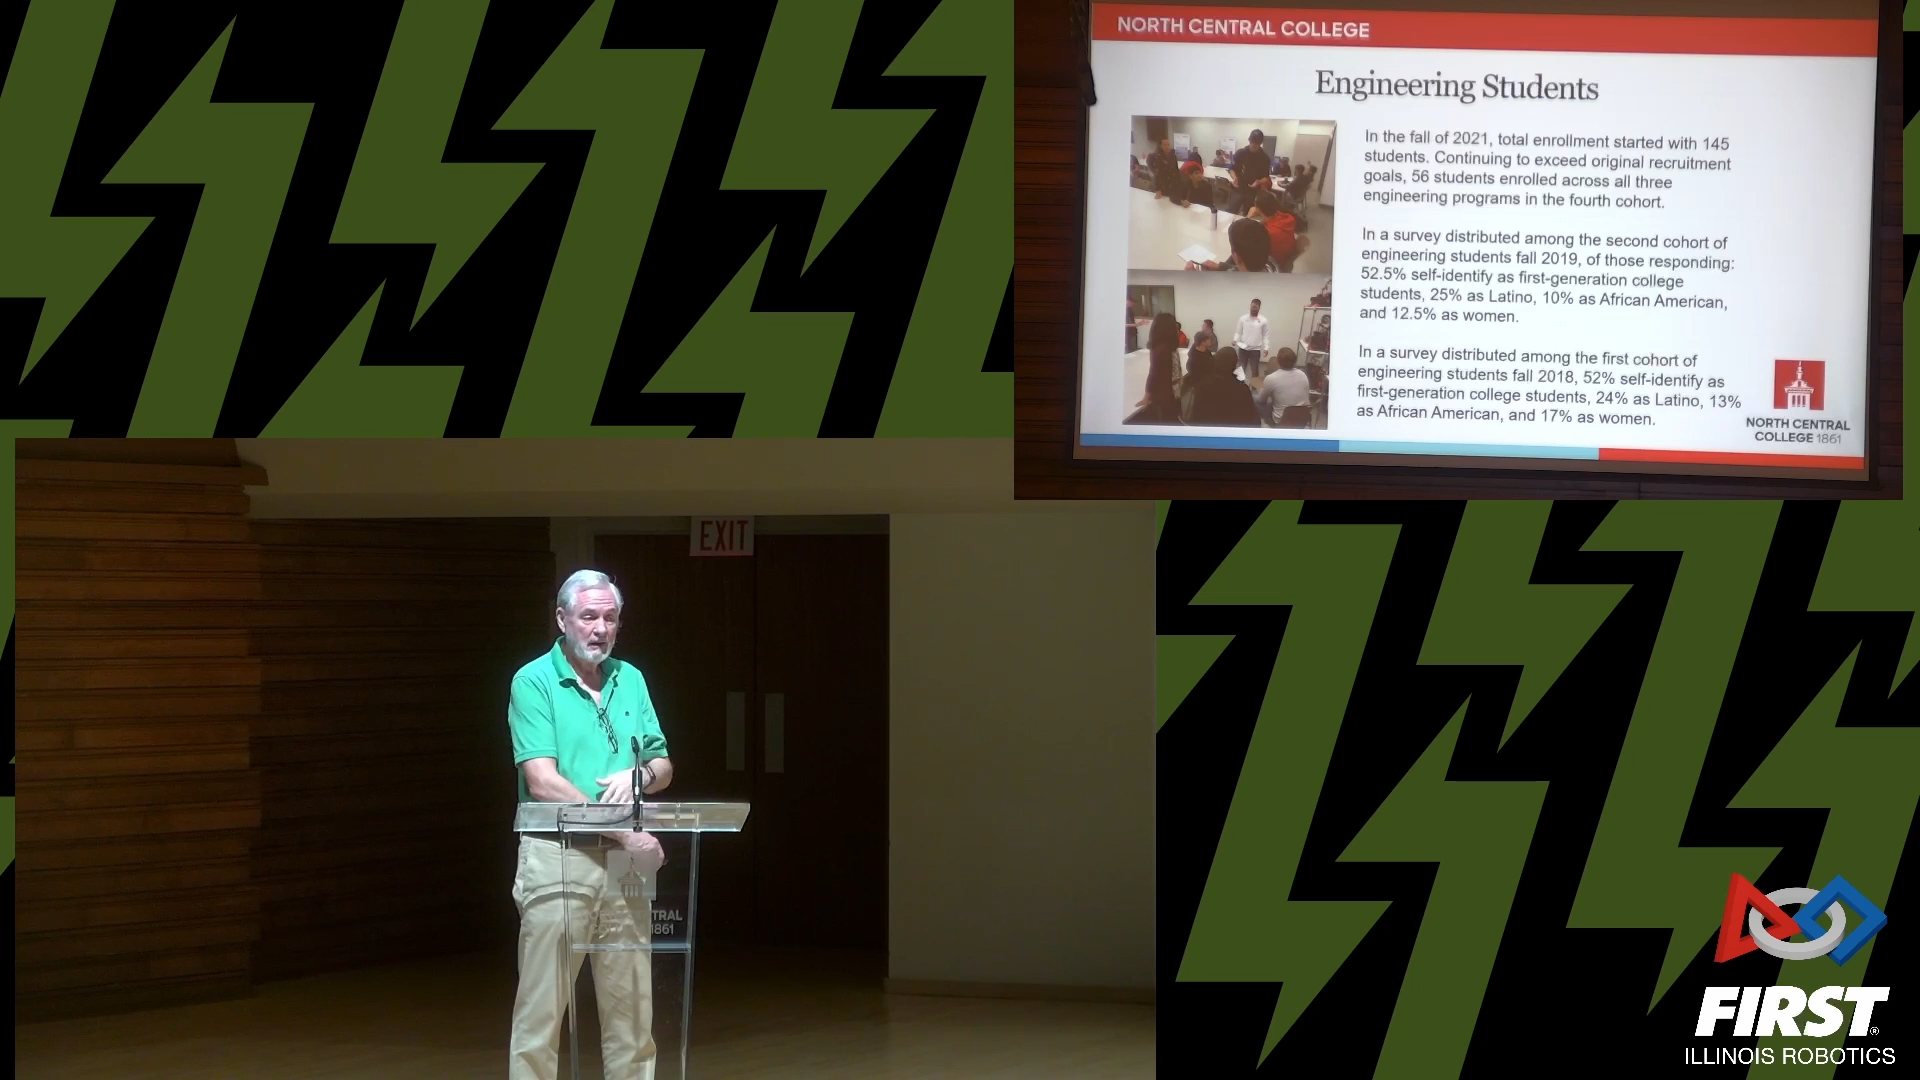 NORTH CENTRAL COLLEGE
Engineering Students
In the fall of 2021, total enrollment started with 145
students. Continuing to exceed original recruitment
goals, 56 students enrolled across all three
engineering programs in the fourth cohort.
In a survey distributed among the second cohort of
engineering students fall 2019, of those responding:
52.5% self-identify as first-generation college
students, 25% as Latino, 10% as African American,
and 12.5% as women.
In a survey distributed among the first cohort of
engineering students fall 2018, 52% self-identify as
first-generation college students, 24% as Latino, 13%
as African American, and 17% as women.
NORTH CENTRAL
COLLEGE 1861
EXIT
1861
FIRST®
ILLINOIS ROBOTICS